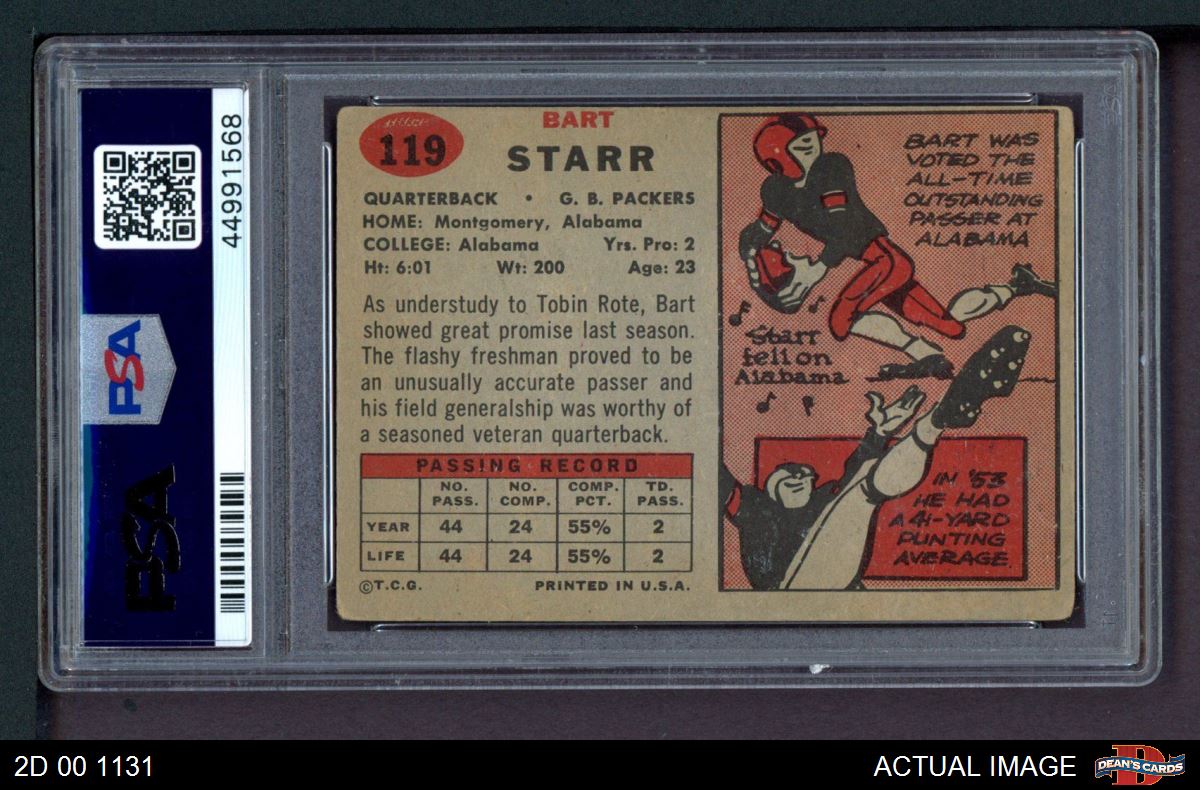 44991568
PSA
PSA
119
BART
STARR
QUARTERBACK • G. B. PACKERS
HOME: Montgomery, Alabama
COLLEGE: Alabama Yrs. Pro: 2
Ht: 6:01 Wt: 200 Age: 23
As understudy to Tobin Rote, Bart
showed great promise last season.
The flashy freshman proved to be
an unusually accurate passer and
his field generalship was worthy of
a seasoned veteran quarterback.
PASSING RECORD
NO. PASS. NO. COMP. COMP. PCT. TD. PASS.
YEAR 44 24 55% 2
LIFE 44 24 55% 2
©T.C.G. PRINTED IN U.S.A.
BART WAS
VOTED THE
ALL-TIME
OUTSTANDING
PASSER AT
ALABAMA
Starr
fell on
Alabama
IN '53
HE HAD
A 41-YARD
PUNTING
AVERAGE.
2D 00 1131
ACTUAL IMAGE
DEAN'S CARDS